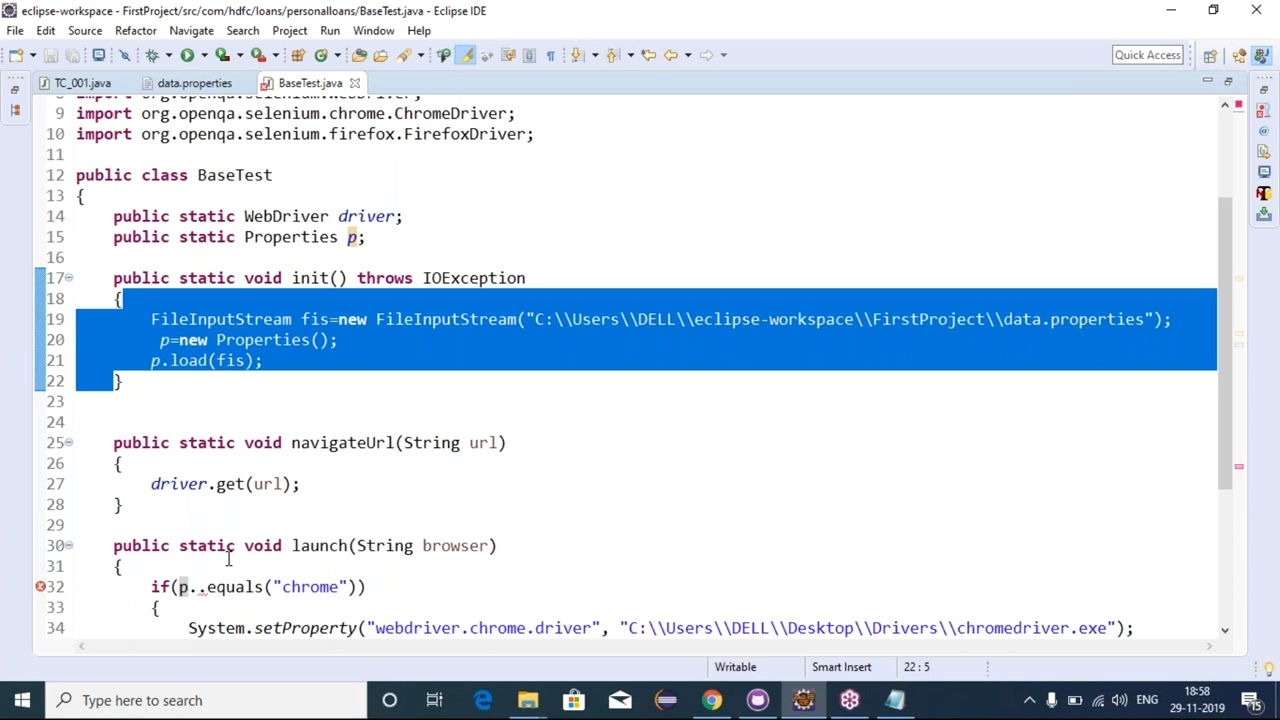 eclipse-workspace - FirstProject/src/com/hdfc/loans/personalloans/BaseTest.java - Eclipse IDE
File Edit Source Refactor Navigate Search Project Run Window Help
Quick Access
TC_001.java data.properties BaseTest.java
8 import org.openqa.selenium.WebDriver;
9 import org.openqa.selenium.chrome.ChromeDriver;
10 import org.openqa.selenium.firefox.FirefoxDriver;
11
12 public class BaseTest
13 {
14 public static WebDriver driver;
15 public static Properties p;
16
17 public static void init() throws IOException
18 {
19 FileInputStream fis=new FileInputStream("C:\\Users\\DELL\\eclipse-workspace\\FirstProject\\data.properties");
20 p=new Properties();
21 p.load(fis);
22 }
23
24
25 public static void navigateUrl(String url)
26 {
27 driver.get(url);
28 }
29
30 public static void launch(String browser)
31 {
32 if(p..equals("chrome"))
33 {
34 System.setProperty("webdriver.chrome.driver", "C:\\Users\\DELL\\Desktop\\Drivers\\chromedriver.exe");
Writable Smart Insert 22 : 5
Type here to search
ENG
18:58
29-11-2019
15